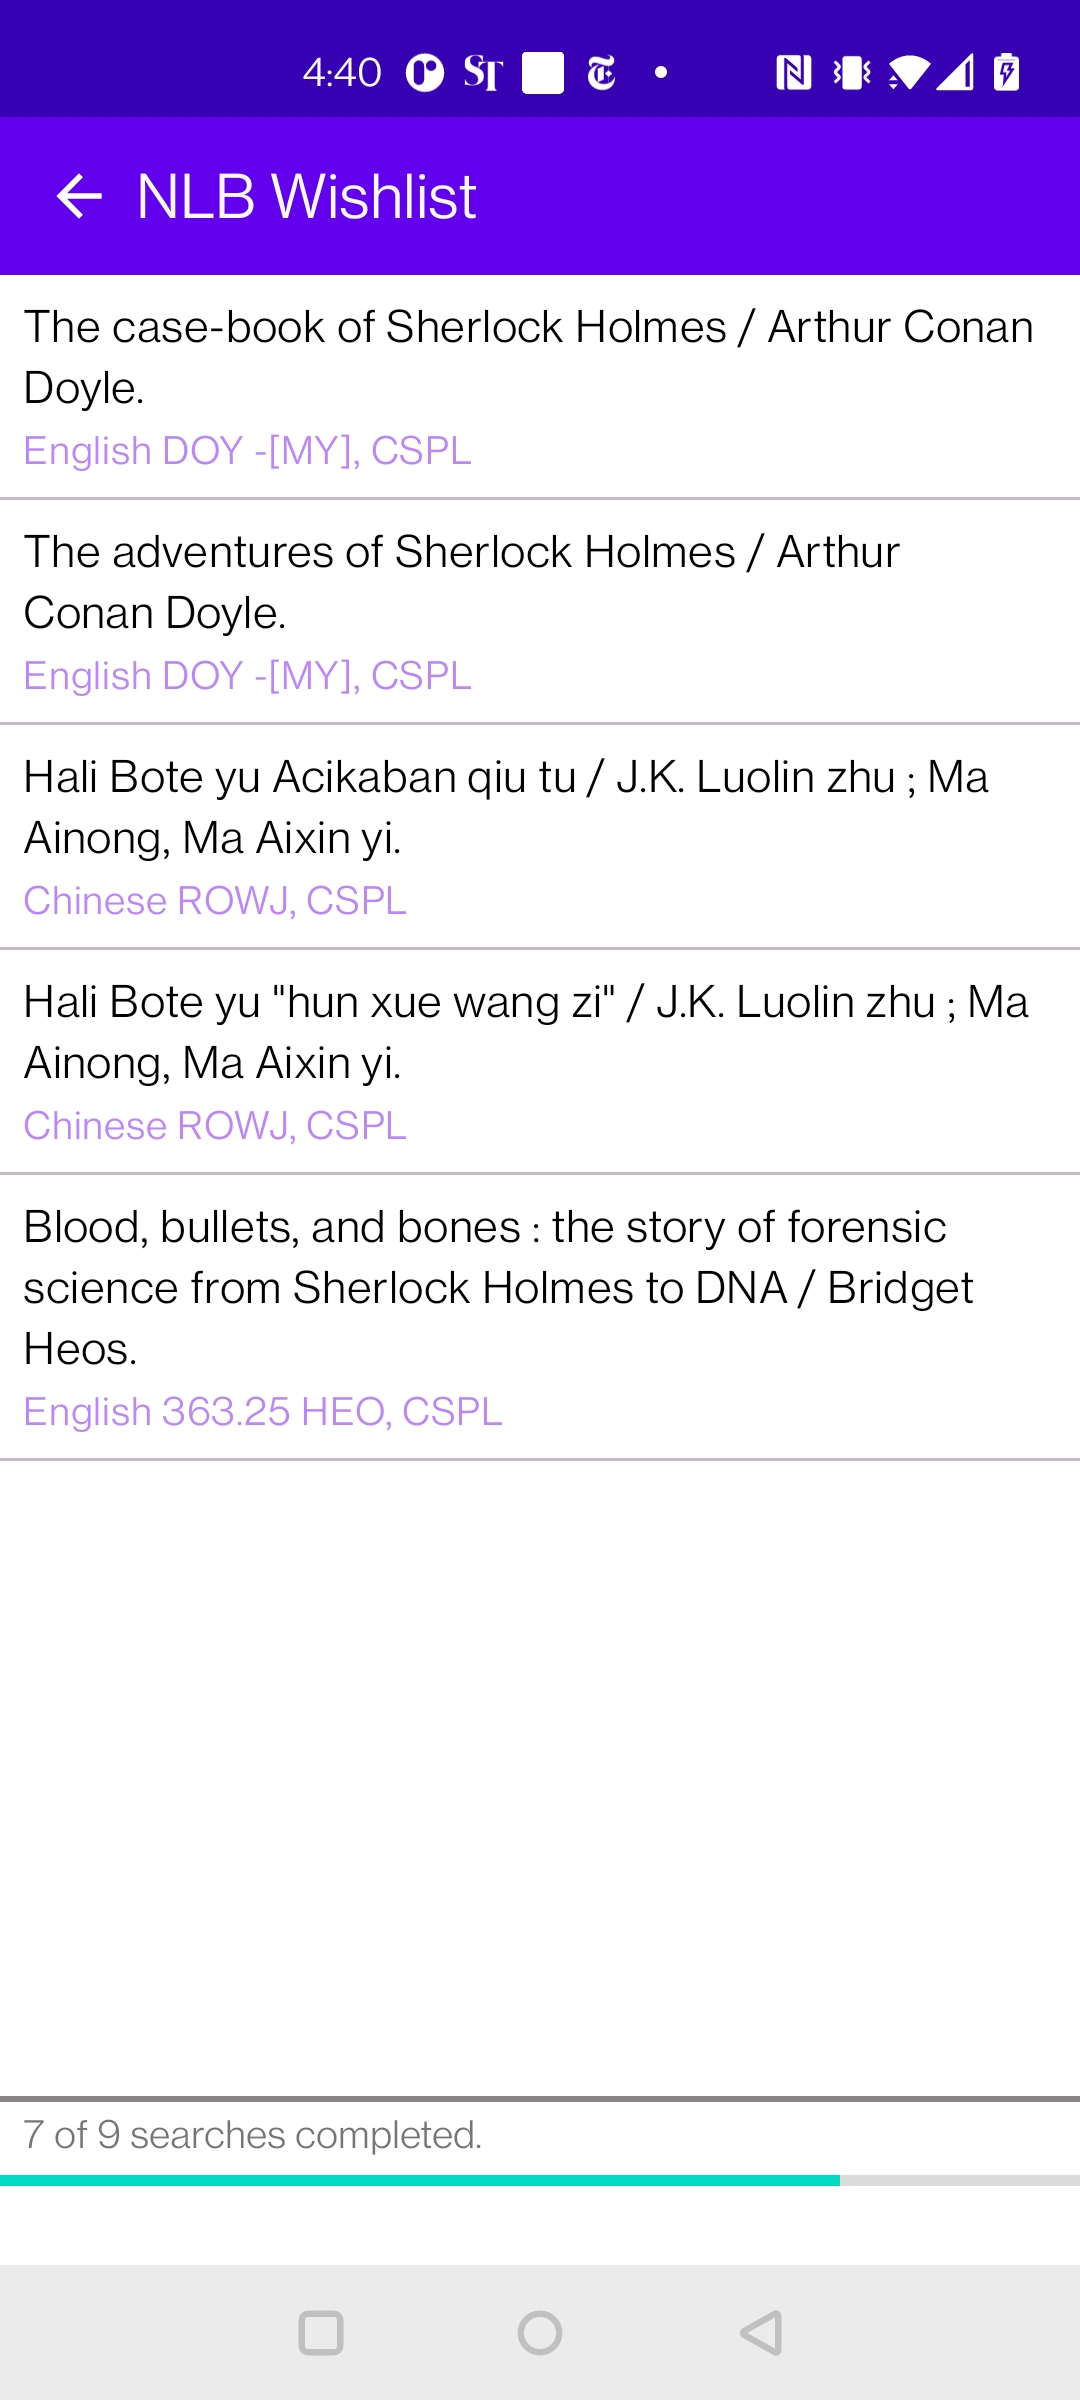 4:40
NLB Wishlist
The case-book of Sherlock Holmes / Arthur Conan
Doyle.
English DOY -[MY], CSPL
The adventures of Sherlock Holmes / Arthur
Conan Doyle.
English DOY -[MY], CSPL
Hali Bote yu Acikaban qiu tu / J.K. Luolin zhu ; Ma
Ainong, Ma Aixin yi.
Chinese ROWJ, CSPL
Hali Bote yu "hun xue wang zi" / J.K. Luolin zhu ; Ma
Ainong, Ma Aixin yi.
Chinese ROWJ, CSPL
Blood, bullets, and bones : the story of forensic
science from Sherlock Holmes to DNA / Bridget
Heos.
English 363.25 HEO, CSPL
7 of 9 searches completed.